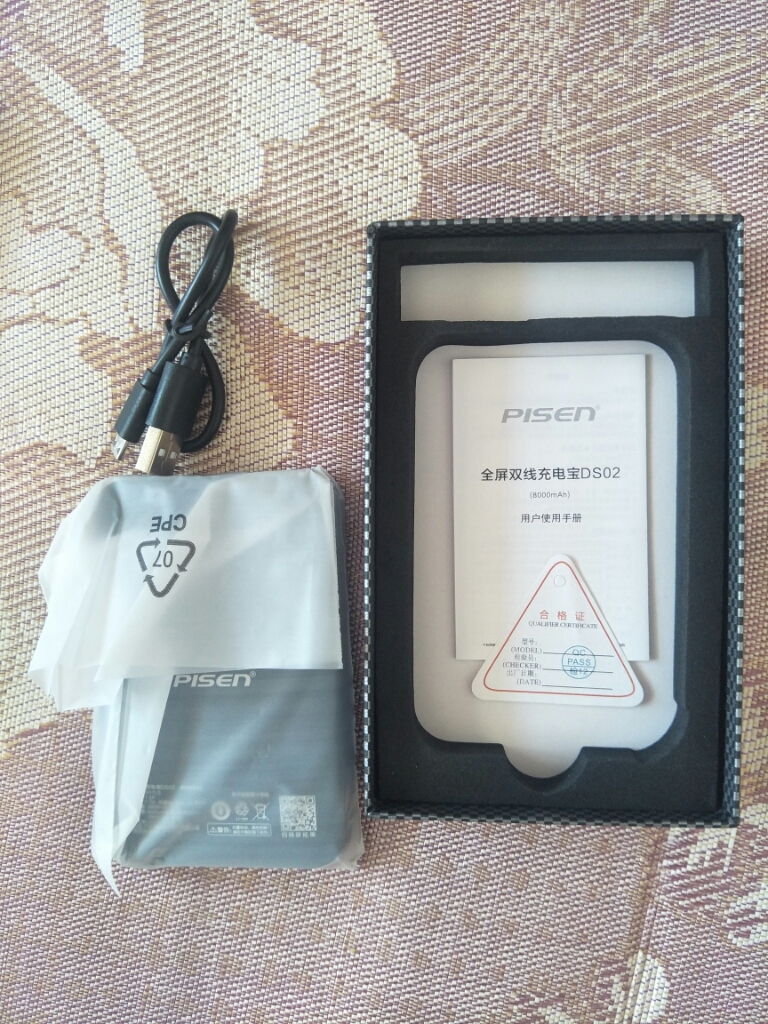 PISEN
全屏双线充电宝DS02
(8000mAh)
用户使用手册
合格证
QUALIFIER CERTIFICATE
型号:
(MODEL)
检验员:
(CHECKER)
出厂日期:
(DATE)
QC
PASS
07
CPE
PISEN